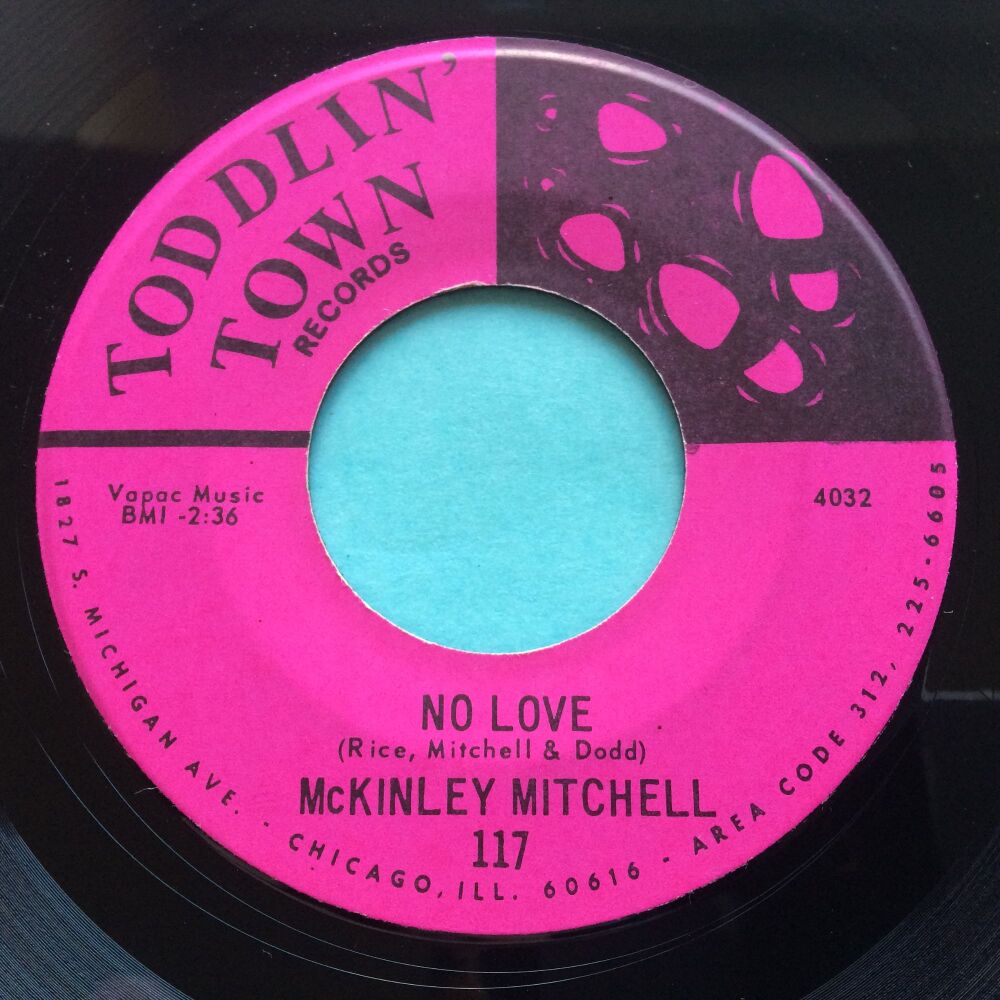 TODDLIN'
TOWN
RECORDS
Vapac Music
BMI -2:36
4032
NO LOVE
(Rice, Mitchell & Dodd)
McKINLEY MITCHELL
117
1827 S. MICHIGAN AVE. - CHICAGO, ILL. 60616 - AREA CODE 312, 225-6605